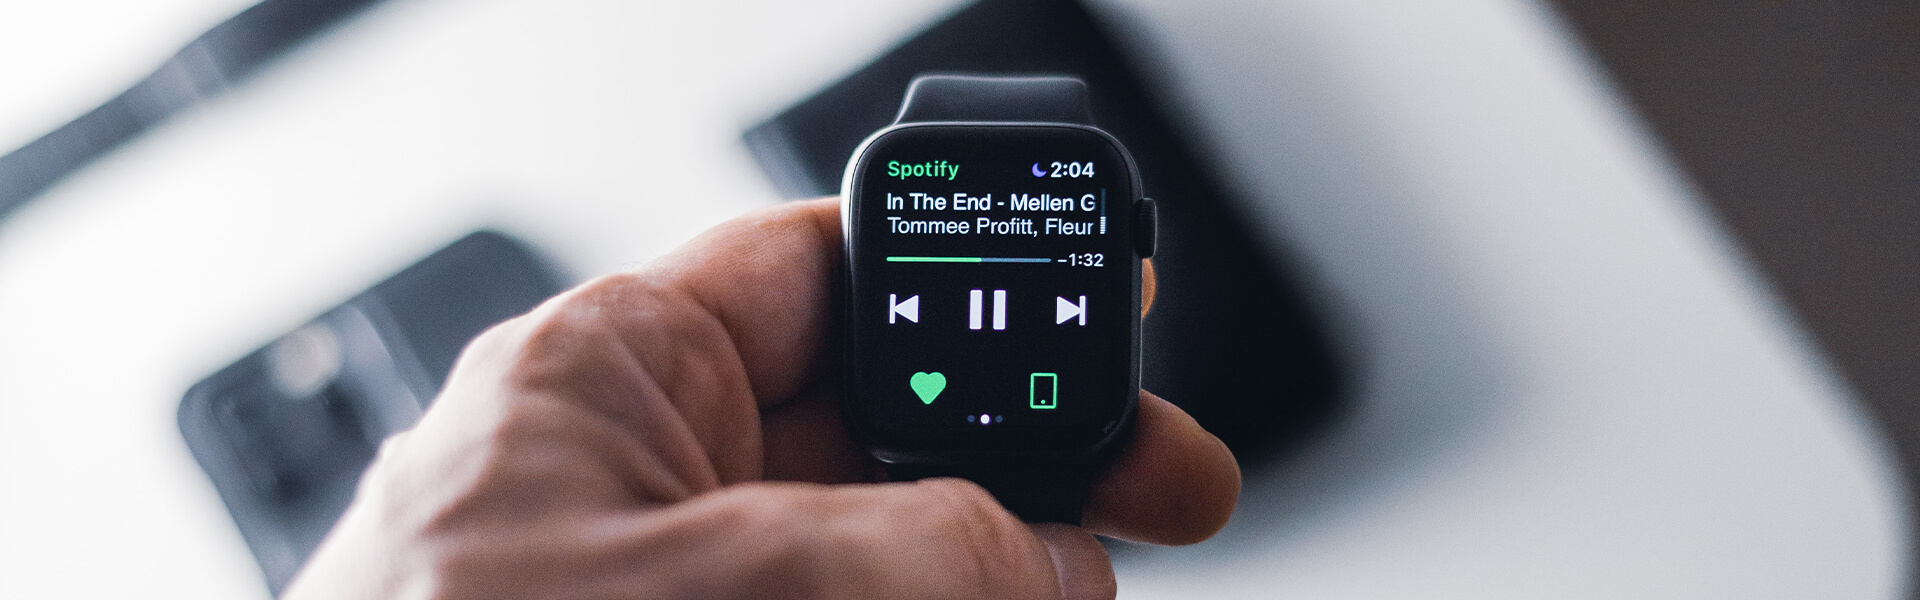 Spotify 2:04
In The End - Mellen G
Tommee Profitt, Fleur
-1:32